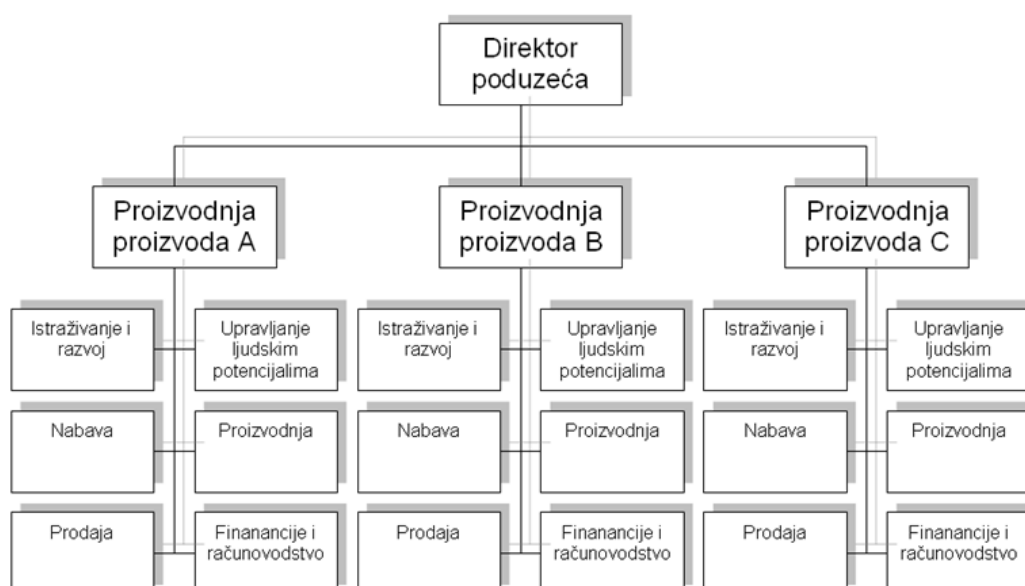 Direktor
poduzeća
Proizvodnja
proizvoda A
Proizvodnja
proizvoda B
Proizvodnja
proizvoda C
Istraživanje i
razvoj
Upravljanje
ljudskim
potencijalima
Istraživanje i
razvoj
Upravljanje
ljudskim
potencijalima
Istraživanje i
razvoj
Upravljanje
ljudskim
potencijalima
Nabava
Proizvodnja
Nabava
Proizvodnja
Nabava
Proizvodnja
Prodaja
Finanancije i
računovodstvo
Prodaja
Finanancije i
računovodstvo
Prodaja
Finanancije i
računovodstvo